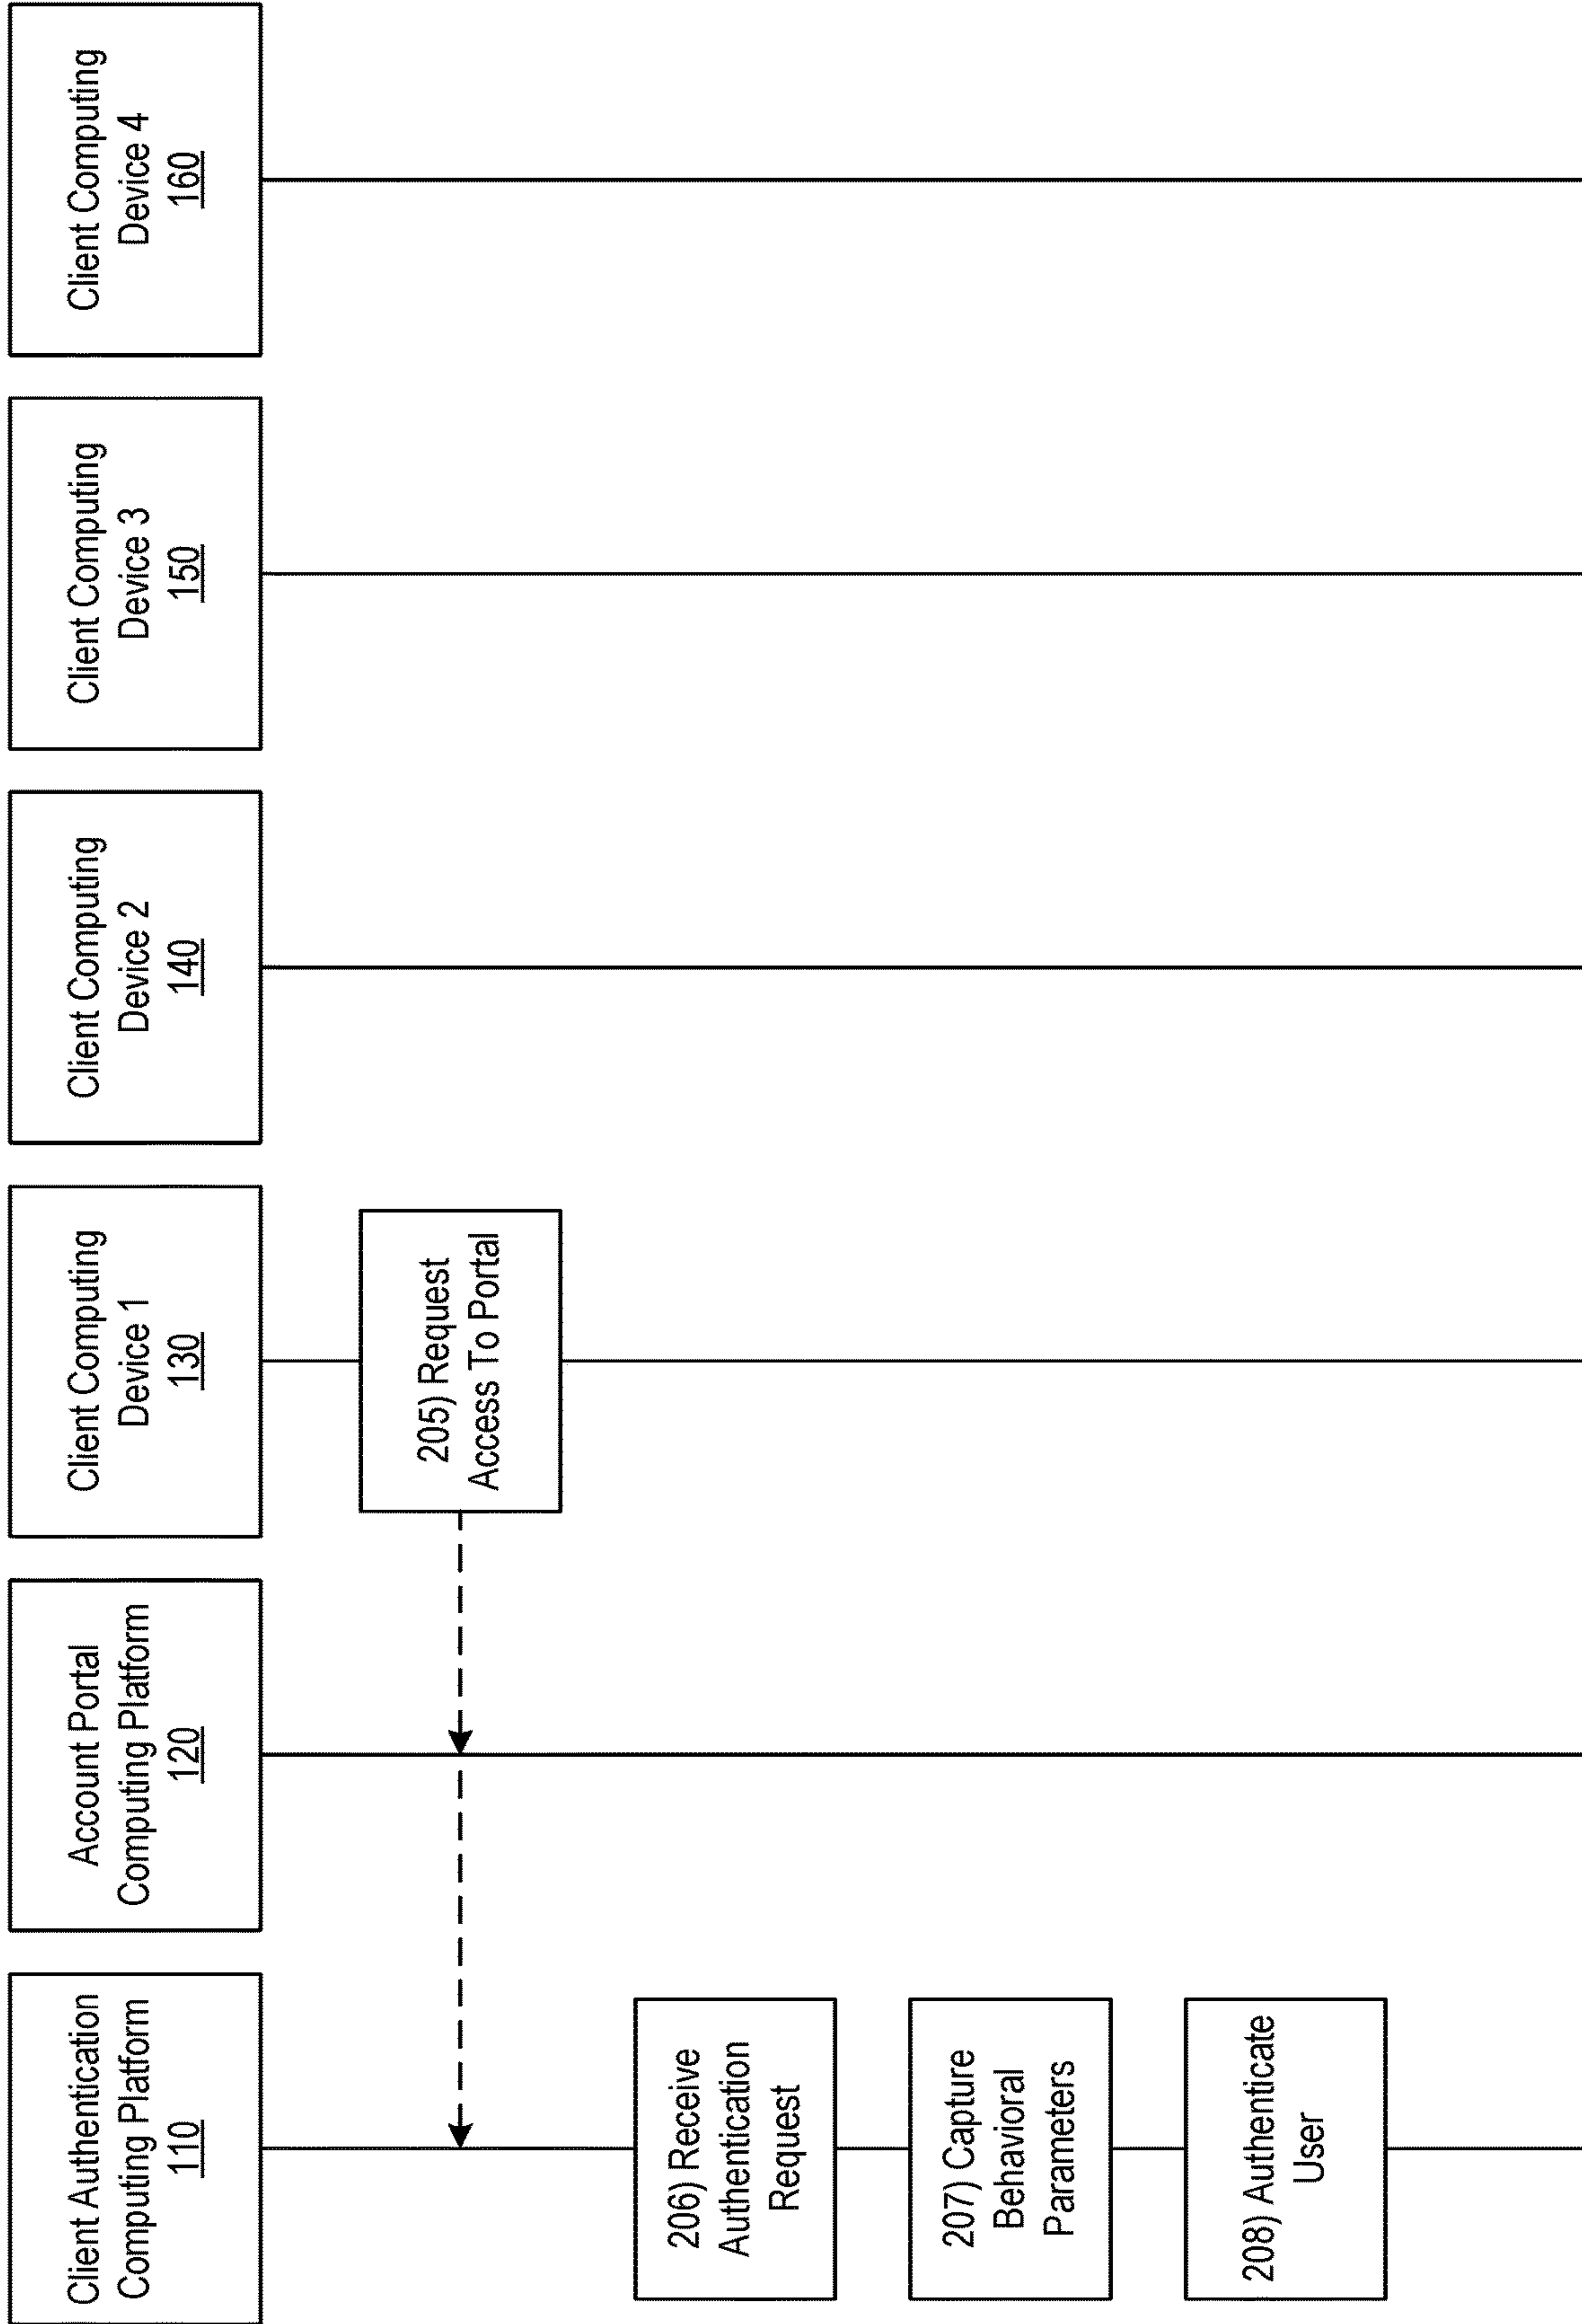 Client Authentication
Computing Platform
110
Account Portal
Computing Platform
120
Client Computing
Device 1
130
Client Computing
Device 2
140
Client Computing
Device 3
150
Client Computing
Device 4
160
205) Request
Access To Portal
206) Receive
Authentication
Request
207) Capture
Behavioral
Parameters
208) Authenticate
User